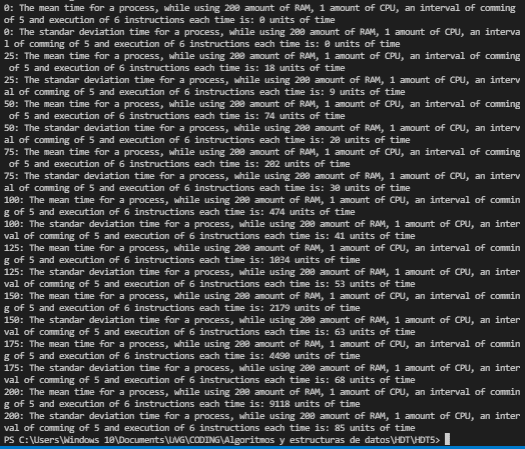 0: The mean time for a process, while using 200 amount of RAM, 1 amount of CPU, an interval of comming
of 5 and execution of 6 instructions each time is: 0 units of time
0: The standar deviation time for a process, while using 200 amount of RAM, 1 amount of CPU, an interva
l of comming of 5 and execution of 6 instructions each time is: 0 units of time
25: The mean time for a process, while using 200 amount of RAM, 1 amount of CPU, an interval of comming
 of 5 and execution of 6 instructions each time is: 18 units of time
25: The standar deviation time for a process, while using 200 amount of RAM, 1 amount of CPU, an interv
al of comming of 5 and execution of 6 instructions each time is: 9 units of time
50: The mean time for a process, while using 200 amount of RAM, 1 amount of CPU, an interval of comming
 of 5 and execution of 6 instructions each time is: 74 units of time
50: The standar deviation time for a process, while using 200 amount of RAM, 1 amount of CPU, an interv
al of comming of 5 and execution of 6 instructions each time is: 20 units of time
75: The mean time for a process, while using 200 amount of RAM, 1 amount of CPU, an interval of comming
 of 5 and execution of 6 instructions each time is: 202 units of time
75: The standar deviation time for a process, while using 200 amount of RAM, 1 amount of CPU, an interv
al of comming of 5 and execution of 6 instructions each time is: 30 units of time
100: The mean time for a process, while using 200 amount of RAM, 1 amount of CPU, an interval of commin
g of 5 and execution of 6 instructions each time is: 474 units of time
100: The standar deviation time for a process, while using 200 amount of RAM, 1 amount of CPU, an inter
val of comming of 5 and execution of 6 instructions each time is: 41 units of time
125: The mean time for a process, while using 200 amount of RAM, 1 amount of CPU, an interval of commin
g of 5 and execution of 6 instructions each time is: 1034 units of time
125: The standar deviation time for a process, while using 200 amount of RAM, 1 amount of CPU, an inter
val of comming of 5 and execution of 6 instructions each time is: 53 units of time
150: The mean time for a process, while using 200 amount of RAM, 1 amount of CPU, an interval of commin
g of 5 and execution of 6 instructions each time is: 2179 units of time
150: The standar deviation time for a process, while using 200 amount of RAM, 1 amount of CPU, an inter
val of comming of 5 and execution of 6 instructions each time is: 63 units of time
175: The mean time for a process, while using 200 amount of RAM, 1 amount of CPU, an interval of commin
g of 5 and execution of 6 instructions each time is: 4490 units of time
175: The standar deviation time for a process, while using 200 amount of RAM, 1 amount of CPU, an inter
val of comming of 5 and execution of 6 instructions each time is: 68 units of time
200: The mean time for a process, while using 200 amount of RAM, 1 amount of CPU, an interval of commin
g of 5 and execution of 6 instructions each time is: 9118 units of time
200: The standar deviation time for a process, while using 200 amount of RAM, 1 amount of CPU, an inter
val of comming of 5 and execution of 6 instructions each time is: 85 units of time
PS C:\Users\Windows 10\Documents\UVG\CODING\Algoritmos y estructuras de datos\HDT\HDT5>